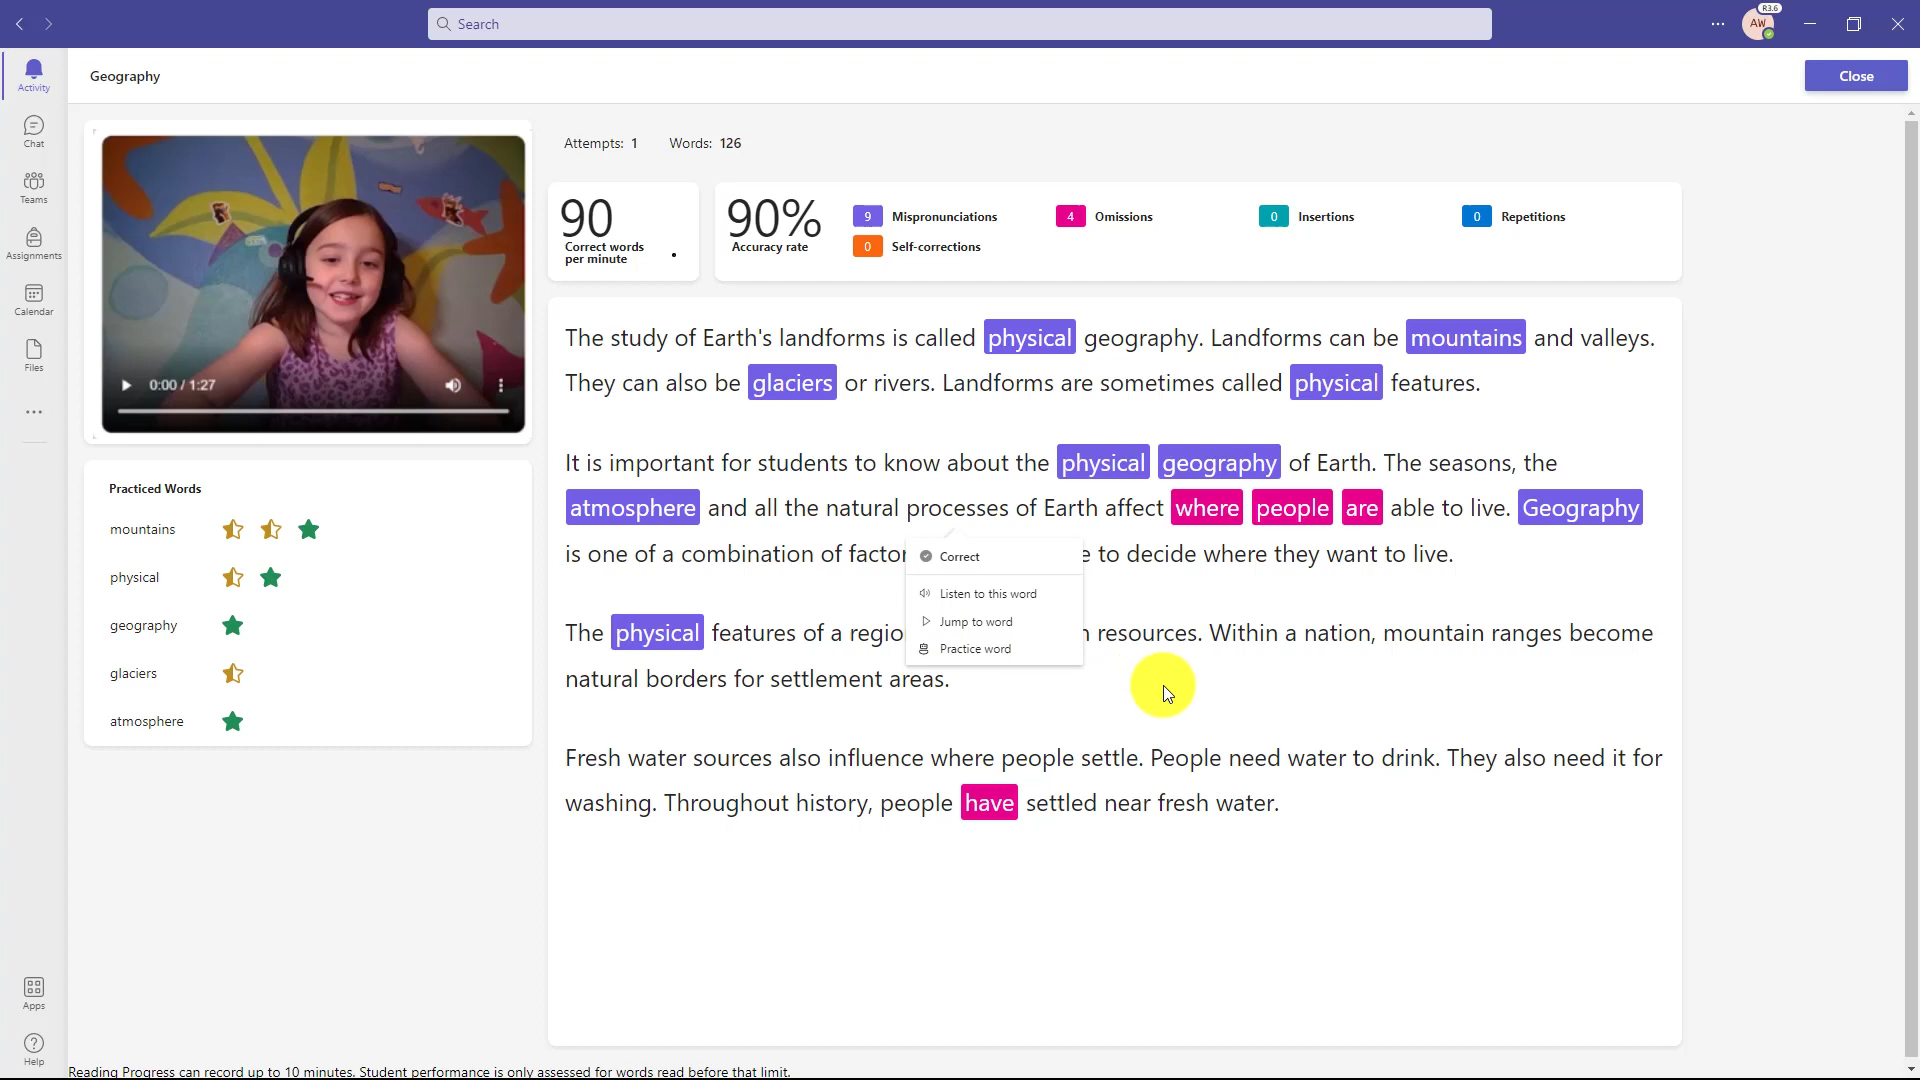 Search
R3.6
AW
Activity
Chat
Teams
Assignments
Calendar
Files
Apps
Help
Geography
Close
0:00 / 1:27
Practiced Words
mountains
physical
geography
glaciers
atmosphere
Attempts: 1 Words: 126
90
Correct words
per minute
90%
Accuracy rate
9 Mispronunciations
4 Omissions
0 Insertions
0 Repetitions
0 Self-corrections
The study of Earth's landforms is called physical geography. Landforms can be mountains and valleys.
They can also be glaciers or rivers. Landforms are sometimes called physical features.
It is important for students to know about the physical geography of Earth. The seasons, the
atmosphere and all the natural processes of Earth affect where people are able to live. Geography
is one of a combination of to decide where they want to live.
Correct
Listen to this word
Jump to word
Practice word
The physical features of a resources. Within a nation, mountain ranges become
natural borders for settlement areas.
Fresh water sources also influence where people settle. People need water to drink. They also need it for
washing. Throughout history, people have settled near fresh water.
Reading Progress can record up to 10 minutes. Student performance is only assessed for words read before that limit.